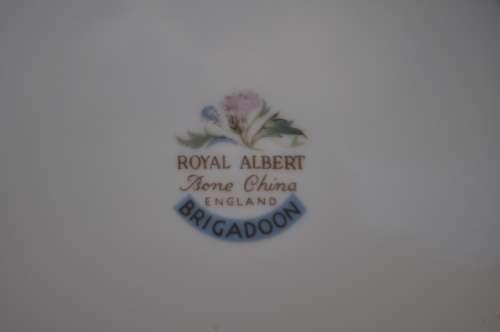 ROYAL ALBERT
Bone China
ENGLAND
BRIGADOON